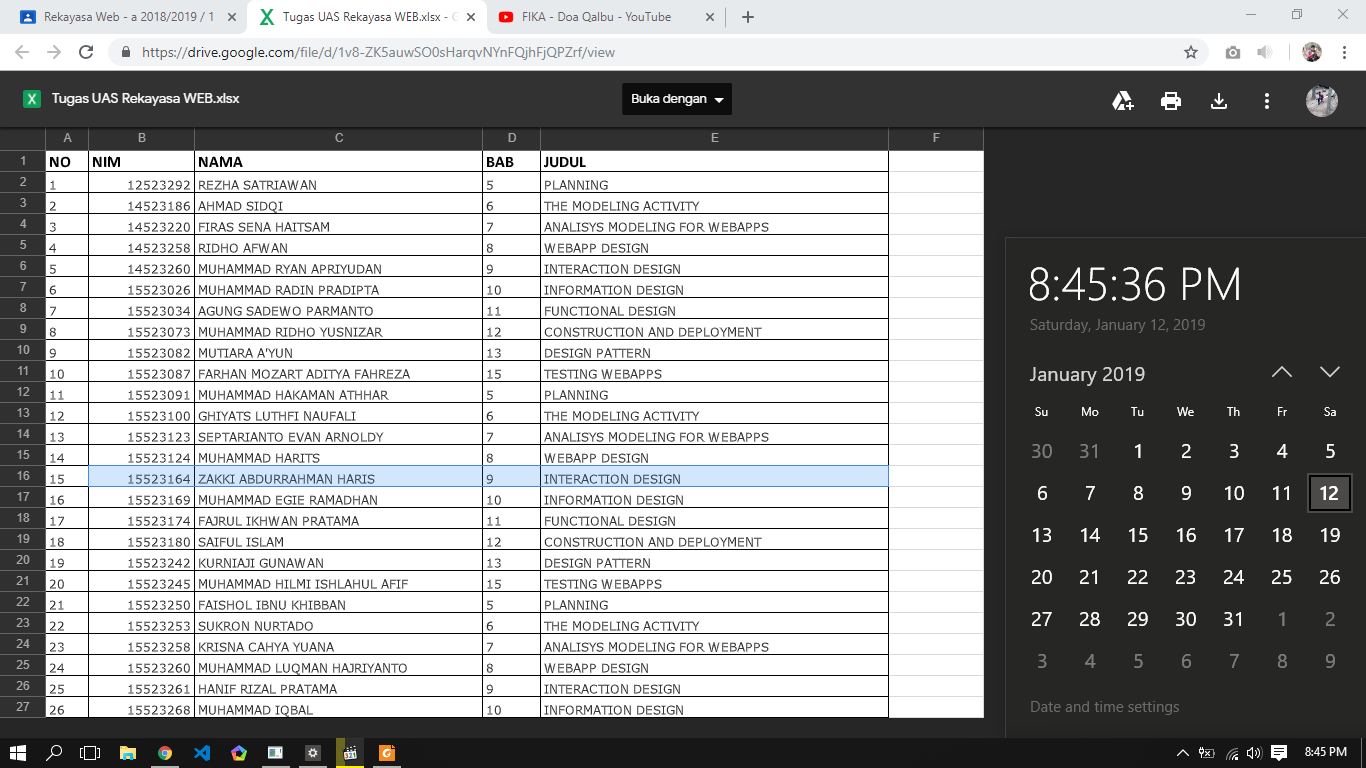 Rekayasa Web - a 2018/2019 / 1
Tugas UAS Rekayasa WEB.xlsx - G
FIKA - Doa Qalbu - YouTube
https://drive.google.com/file/d/1v8-ZK5auwSO0sHarqvNYnFQjhFjQPZrf/view
X Tugas UAS Rekayasa WEB.xlsx
Buka dengan
A B C D E F
1 NO NIM NAMA BAB JUDUL
2 1 12523292 REZHA SATRIAWAN 5 PLANNING
3 2 14523186 AHMAD SIDQI 6 THE MODELING ACTIVITY
4 3 14523220 FIRAS SENA HAITSAM 7 ANALISYS MODELING FOR WEBAPPS
5 4 14523258 RIDHO AFWAN 8 WEBAPP DESIGN
6 5 14523260 MUHAMMAD RYAN APRIYUDAN 9 INTERACTION DESIGN
7 6 15523026 MUHAMMAD RADIN PRADIPTA 10 INFORMATION DESIGN
8 7 15523034 AGUNG SADEWO PARMANTO 11 FUNCTIONAL DESIGN
9 8 15523073 MUHAMMAD RIDHO YUSNIZAR 12 CONSTRUCTION AND DEPLOYMENT
10 9 15523082 MUTIARA A'YUN 13 DESIGN PATTERN
11 10 15523087 FARHAN MOZART ADITYA FAHREZA 15 TESTING WEBAPPS
12 11 15523091 MUHAMMAD HAKAMAN ATHHAR 5 PLANNING
13 12 15523100 GHIYATS LUTHFI NAUFALI 6 THE MODELING ACTIVITY
14 13 15523123 SEPTARIANTO EVAN ARNOLDY 7 ANALISYS MODELING FOR WEBAPPS
15 14 15523124 MUHAMMAD HARITS 8 WEBAPP DESIGN
16 15 15523164 ZAKKI ABDURRAHMAN HARIS 9 INTERACTION DESIGN
17 16 15523169 MUHAMMAD EGIE RAMADHAN 10 INFORMATION DESIGN
18 17 15523174 FAJRUL IKHWAN PRATAMA 11 FUNCTIONAL DESIGN
19 18 15523180 SAIFUL ISLAM 12 CONSTRUCTION AND DEPLOYMENT
20 19 15523242 KURNIAJI GUNAWAN 13 DESIGN PATTERN
21 20 15523245 MUHAMMAD HILMI ISHLAHUL AFIF 15 TESTING WEBAPPS
22 21 15523250 FAISHOL IBNU KHIBBAN 5 PLANNING
23 22 15523253 SUKRON NURTADO 6 THE MODELING ACTIVITY
24 23 15523258 KRISNA CAHYA YUANA 7 ANALISYS MODELING FOR WEBAPPS
25 24 15523260 MUHAMMAD LUQMAN HAJRIYANTO 8 WEBAPP DESIGN
26 25 15523261 HANIF RIZAL PRATAMA 9 INTERACTION DESIGN
27 26 15523268 MUHAMMAD IQBAL 10 INFORMATION DESIGN
8:45:36 PM
Saturday, January 12, 2019
January 2019
Su Mo Tu We Th Fr Sa
30 31 1 2 3 4 5
6 7 8 9 10 11 12
13 14 15 16 17 18 19
20 21 22 23 24 25 26
27 28 29 30 31 1 2
3 4 5 6 7 8 9
Date and time settings
8:45 PM